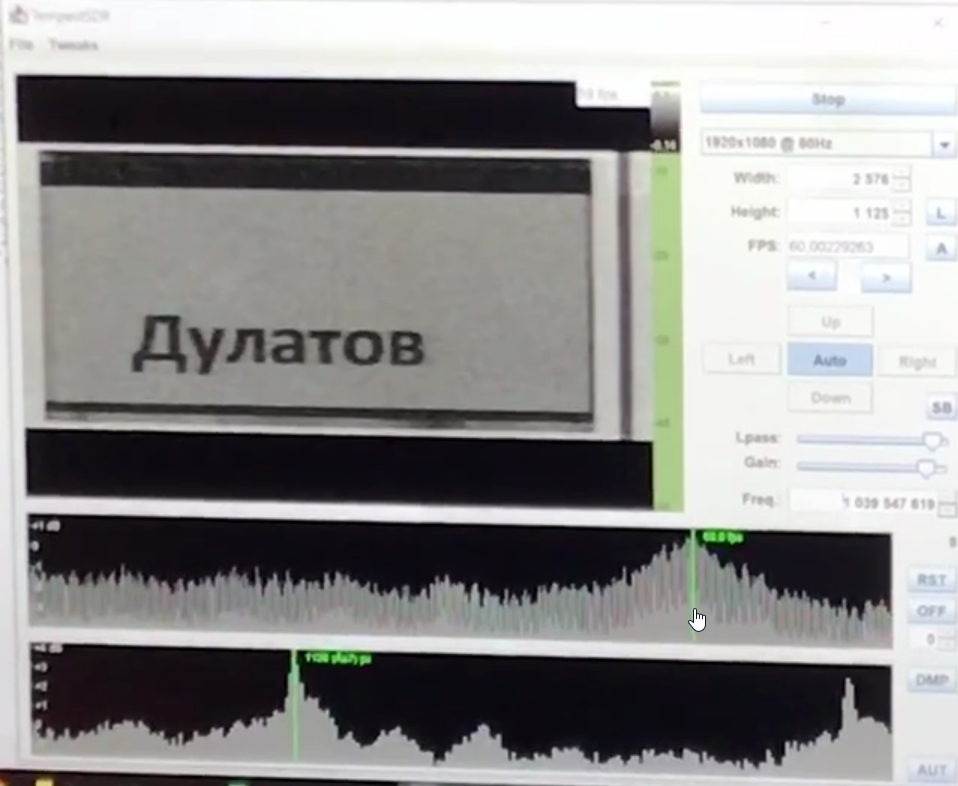 TempestSDR
File Tweaks
Stop
1920x1080 @ 60Hz
Width: 2 576
Height: 1 125 L
FPS: 60.00229263 A
< >
Up
Left Auto Right
Down
SB
Lpass:
Gain:
Freq.: 1 039 547 619
Дулатов
RST
OFF
0
DMP
AUT